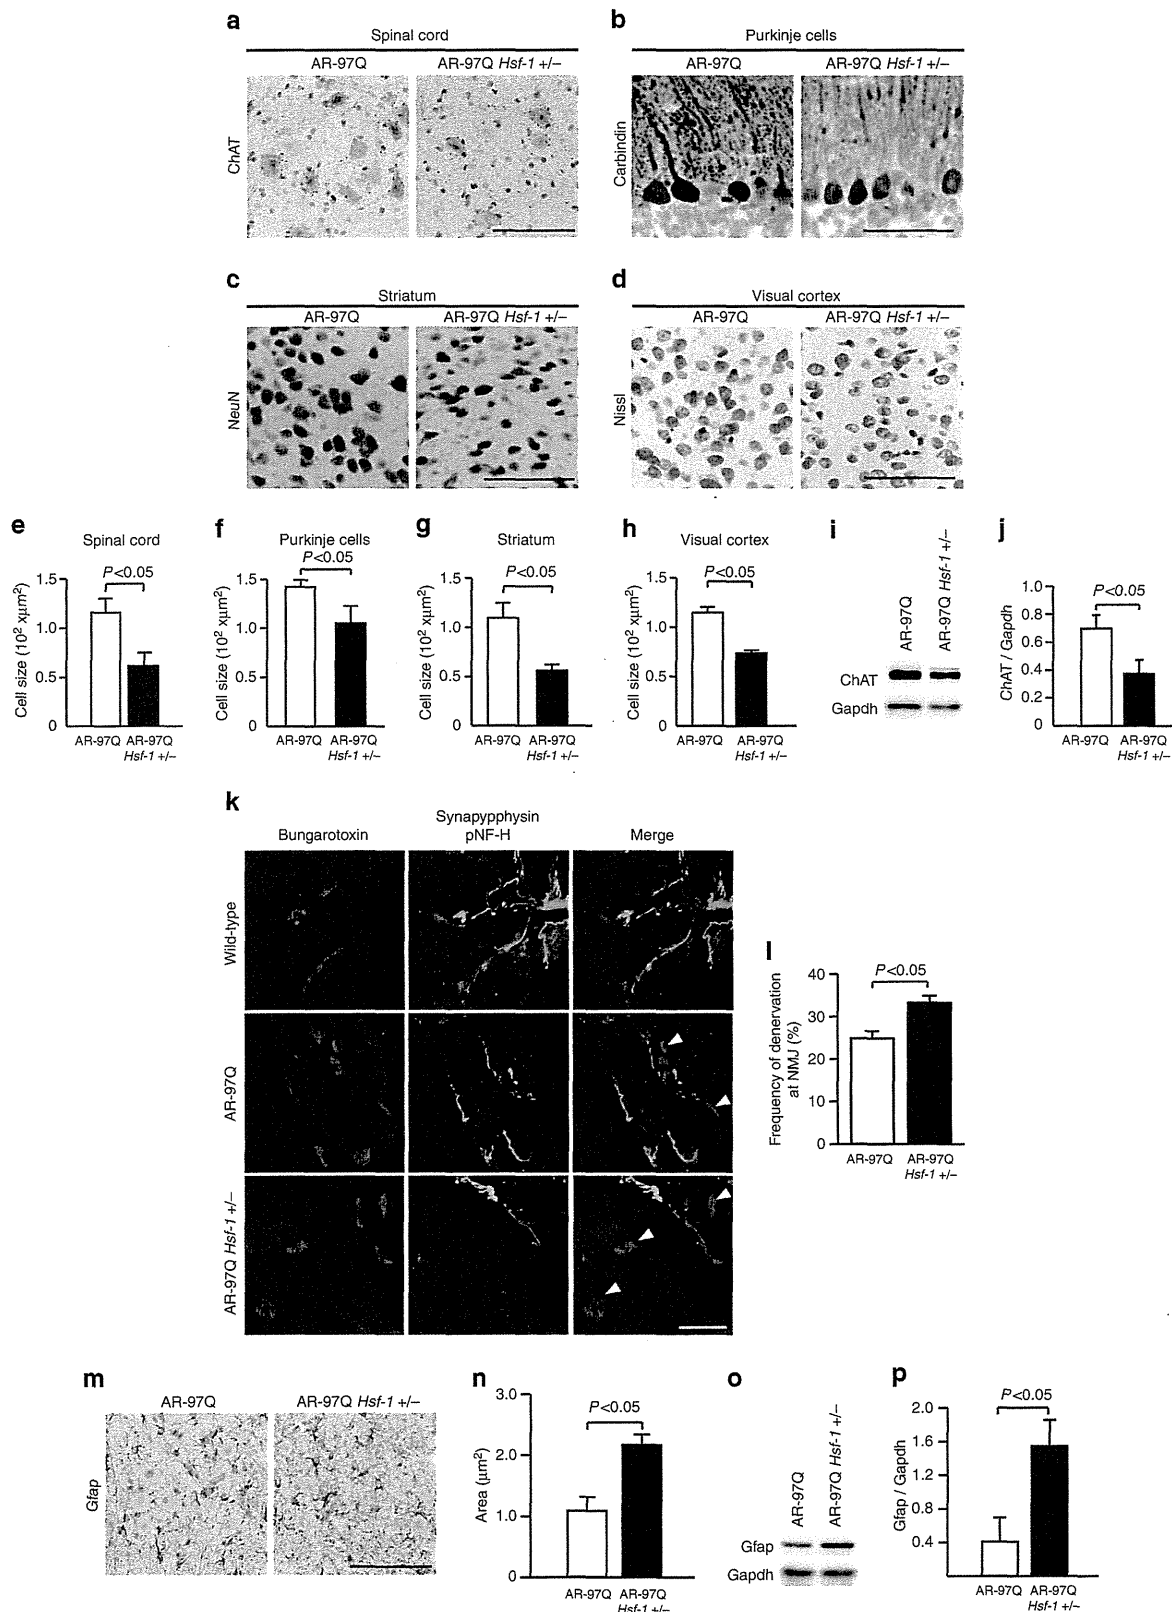 a
Spinal cord
AR-97Q AR-97Q Hsf-1 +/–
ChAT
b
Purkinje cells
AR-97Q AR-97Q Hsf-1 +/–
Carbindin
c
Striatum
AR-97Q AR-97Q Hsf-1 +/–
NeuN
d
Visual cortex
AR-97Q AR-97Q Hsf-1 +/–
Nissl
e
Spinal cord
P<0.05
Cell size (10² xμm²)
1.5
1.0
0.5
0
AR-97Q AR-97Q
Hsf-1 +/–
f
Purkinje cells
P<0.05
Cell size (10² xμm²)
1.5
1.0
0.5
0
AR-97Q AR-97Q
Hsf-1 +/–
g
Striatum
P<0.05
Cell size (10² xμm²)
1.5
1.0
0.5
0
AR-97Q AR-97Q
Hsf-1 +/–
h
Visual cortex
P<0.05
Cell size (10² xμm²)
1.5
1.0
0.5
0
AR-97Q AR-97Q
Hsf-1 +/–
i
AR-97Q
AR-97Q Hsf-1 +/–
ChAT
Gapdh
j
P<0.05
ChAT / Gapdh
1.0
0.8
0.6
0.4
0.2
0
AR-97Q AR-97Q
Hsf-1 +/–
k
Bungarotoxin
Synapypphysin
pNF-H
Merge
Wild-type
AR-97Q
AR-97Q Hsf-1 +/–
l
P<0.05
Frequency of denervation
at NMJ (%)
40
30
20
10
0
AR-97Q AR-97Q
Hsf-1 +/–
m
AR-97Q AR-97Q Hsf-1 +/–
Gfap
n
P<0.05
Area (μm²)
3.0
2.0
1.0
0
AR-97Q AR-97Q
Hsf-1 +/–
o
AR-97Q
AR-97Q Hsf-1 +/–
Gfap
Gapdh
p
P<0.05
Gfap / Gapdh
2.0
1.6
1.2
0.8
0.4
AR-97Q AR-97Q
Hsf-1 +/–